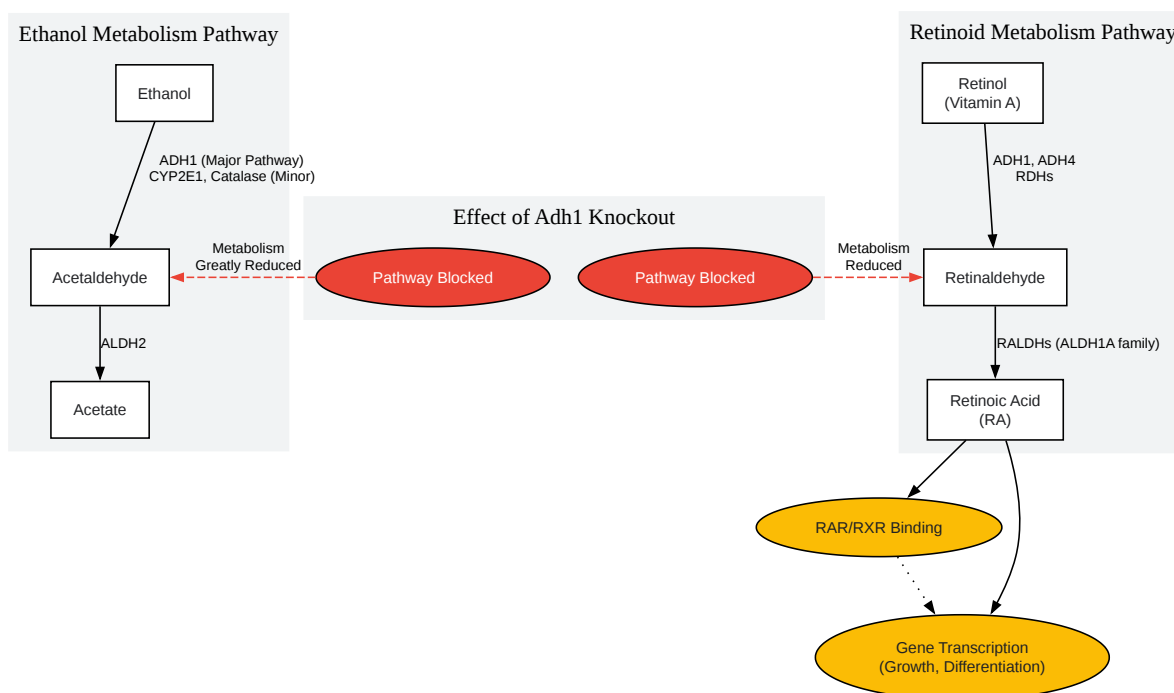 Ethanol Metabolism Pathway
Ethanol
ADH1 (Major Pathway)
CYP2E1, Catalase (Minor)
Acetaldehyde
ALDH2
Acetate
Effect of Adh1 Knockout
Metabolism
Greatly Reduced
Pathway Blocked
Pathway Blocked
Metabolism
Reduced
Retinoid Metabolism Pathway
Retinol
(Vitamin A)
ADH1, ADH4
RDHs
Retinaldehyde
RALDHs (ALDH1A family)
Retinoic Acid
(RA)
RAR/RXR Binding
Gene Transcription
(Growth, Differentiation)